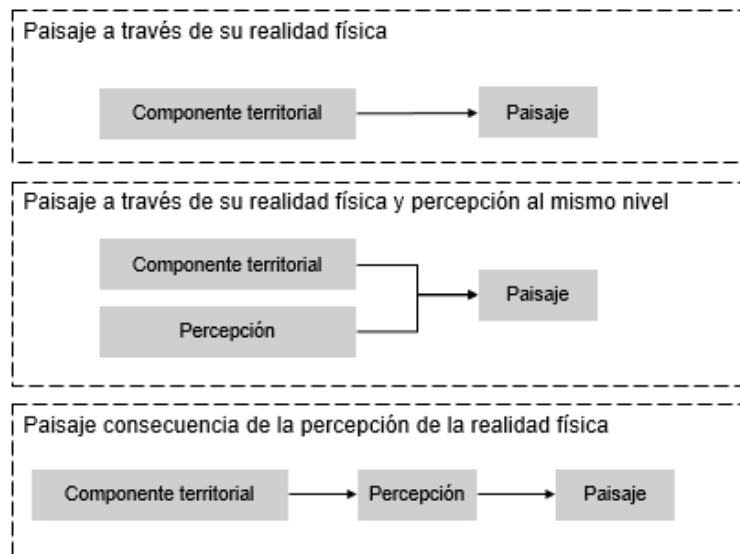 Paisaje a través de su realidad física
Componente territorial
Paisaje
Paisaje a través de su realidad física y percepción al mismo nivel
Componente territorial
Paisaje
Percepción
Paisaje consecuencia de la percepción de la realidad física
Componente territorial
Percepción
Paisaje